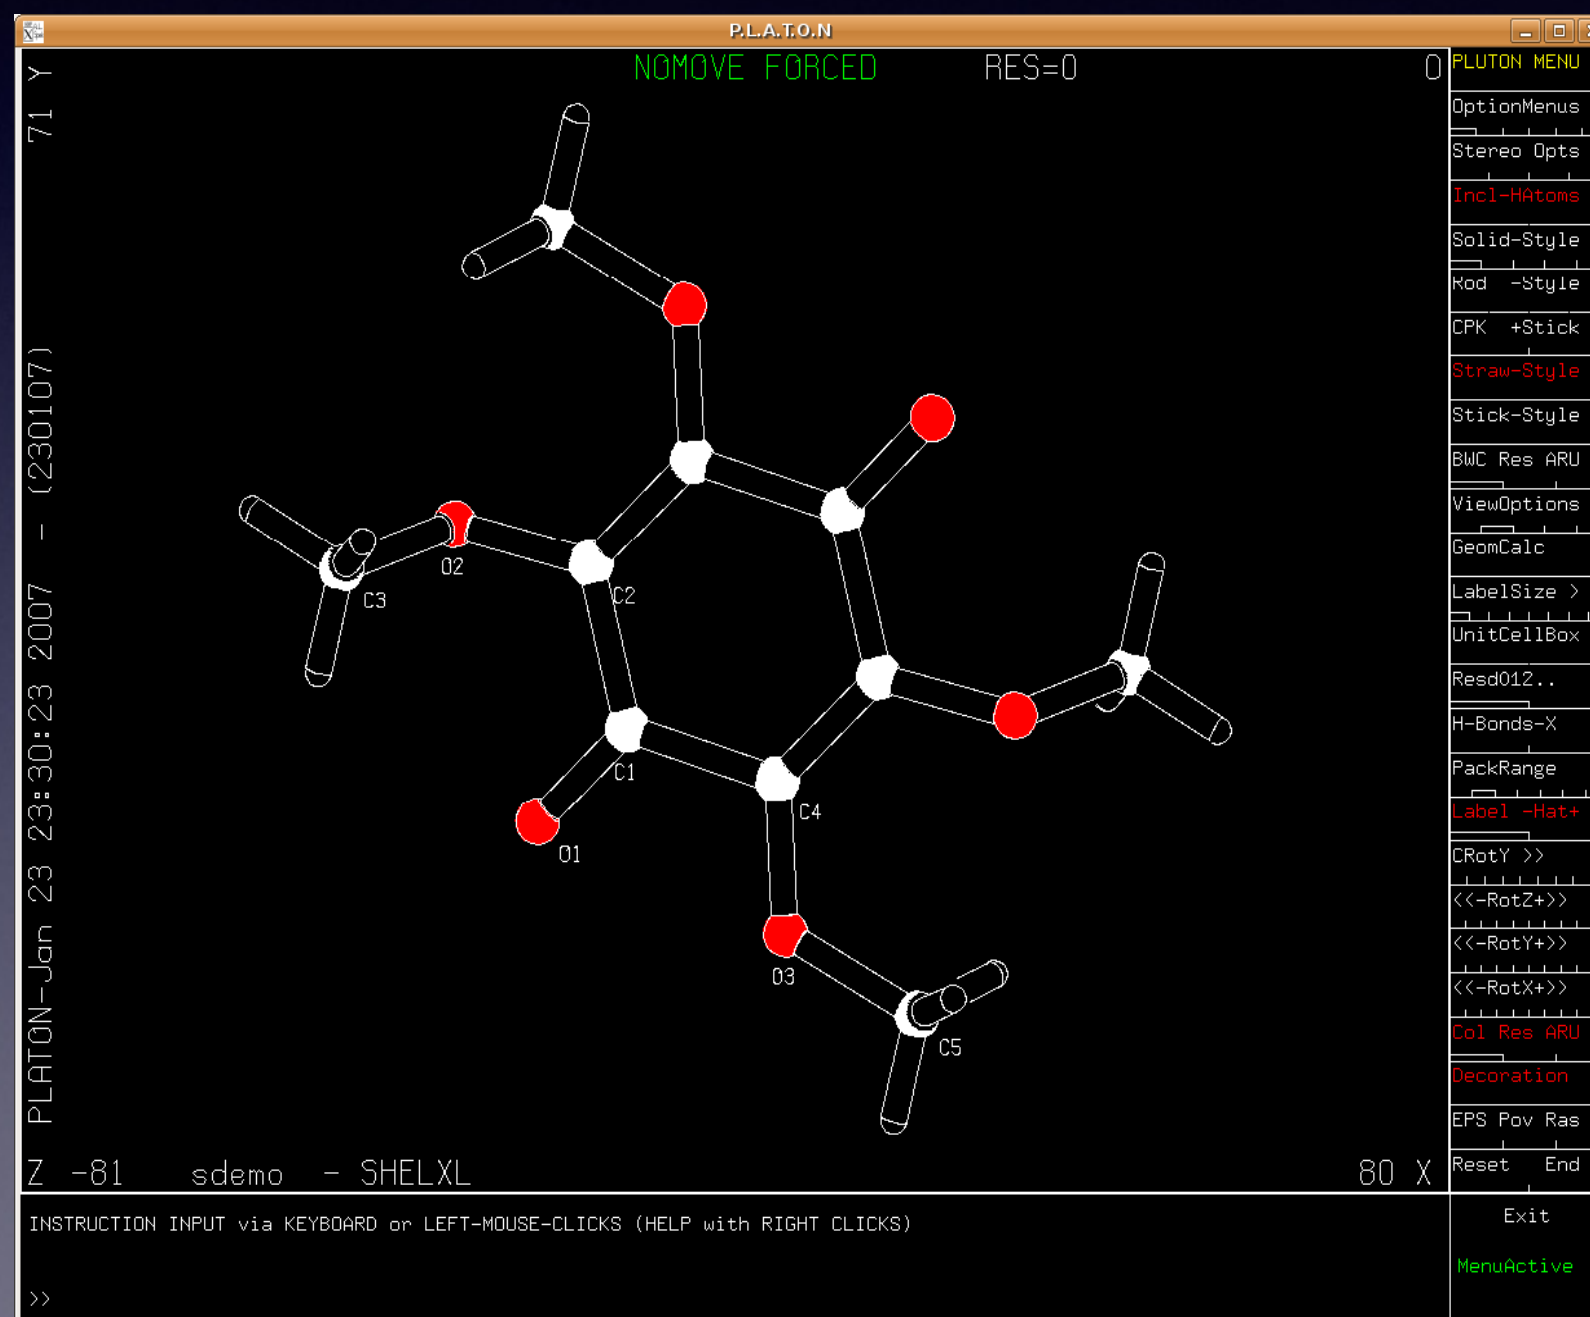 P.L.A.T.O.N
NOMOVE FORCED
RES=0
0
71 Y
PLATON-Jan 23 23:30:23 2007 - (230107)
O2
C3
C2
C1
O1
C4
O3
C5
Z -81 sdemo - SHELXL
80 X
PLUTON MENU
OptionMenus
Stereo Opts
Incl-HAtoms
Solid-Style
Rod -Style
CPK +Stick
Straw-Style
Stick-Style
BWC Res ARU
ViewOptions
GeomCalc
LabelSize >
UnitCellBox
Resd012..
H-Bonds-X
PackRange
Label -Hat+
CRotY >>
<<-RotZ+>>
<<-RotY+>>
<<-RotX+>>
Col Res ARU
Decoration
EPS Pov Ras
Reset End
Exit
MenuActive
INSTRUCTION INPUT via KEYBOARD or LEFT-MOUSE-CLICKS (HELP with RIGHT CLICKS)
>>